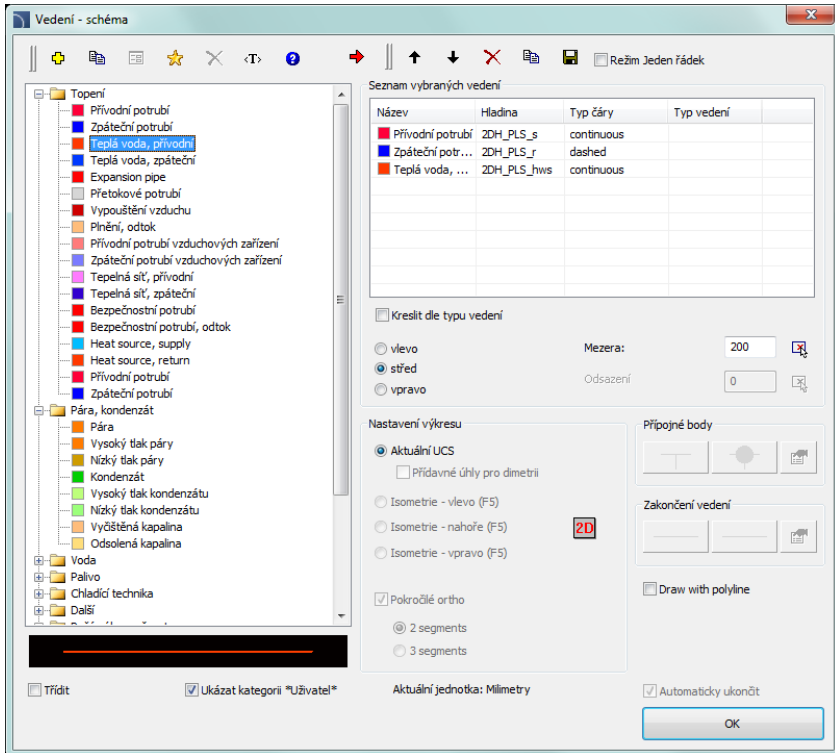 Vedení - schéma
<T>
Režim Jeden řádek
Topení
Přívodní potrubí
Zpáteční potrubí
Teplá voda, přívodní
Teplá voda, zpáteční
Expansion pipe
Přetokové potrubí
Vypouštění vzduchu
Plnění, odtok
Přívodní potrubí vzduchových zařízení
Zpáteční potrubí vzduchových zařízení
Tepelná síť, přívodní
Tepelná síť, zpáteční
Bezpečnostní potrubí
Bezpečnostní potrubí, odtok
Heat source, supply
Heat source, return
Přívodní potrubí
Zpáteční potrubí
Pára, kondenzát
Pára
Vysoký tlak páry
Nízký tlak páry
Kondenzát
Vysoký tlak kondenzátu
Nízký tlak kondenzátu
Vyčištěná kapalina
Odsolená kapalina
Voda
Palivo
Chladící technika
Další
Třídit
Ukázat kategorii *Uživatel*
Seznam vybraných vedení
Název Hladina Typ čáry Typ vedení
Přívodní potrubí 2DH_PLS_s continuous
Zpáteční potr... 2DH_PLS_r dashed
Teplá voda, ... 2DH_PLS_hws continuous
Kreslit dle typu vedení
vlevo
střed
vpravo
Mezera: 200
Odsazení 0
Nastavení výkresu
Aktuální UCS
Přídavné úhly pro dimetrii
Isometrie - vlevo (F5)
Isometrie - nahoře (F5)
Isometrie - vpravo (F5)
2D
Pokročilé ortho
2 segments
3 segments
Aktuální jednotka: Milimetry
Přípojné body
Zakončení vedení
Draw with polyline
Automaticky ukončit
OK